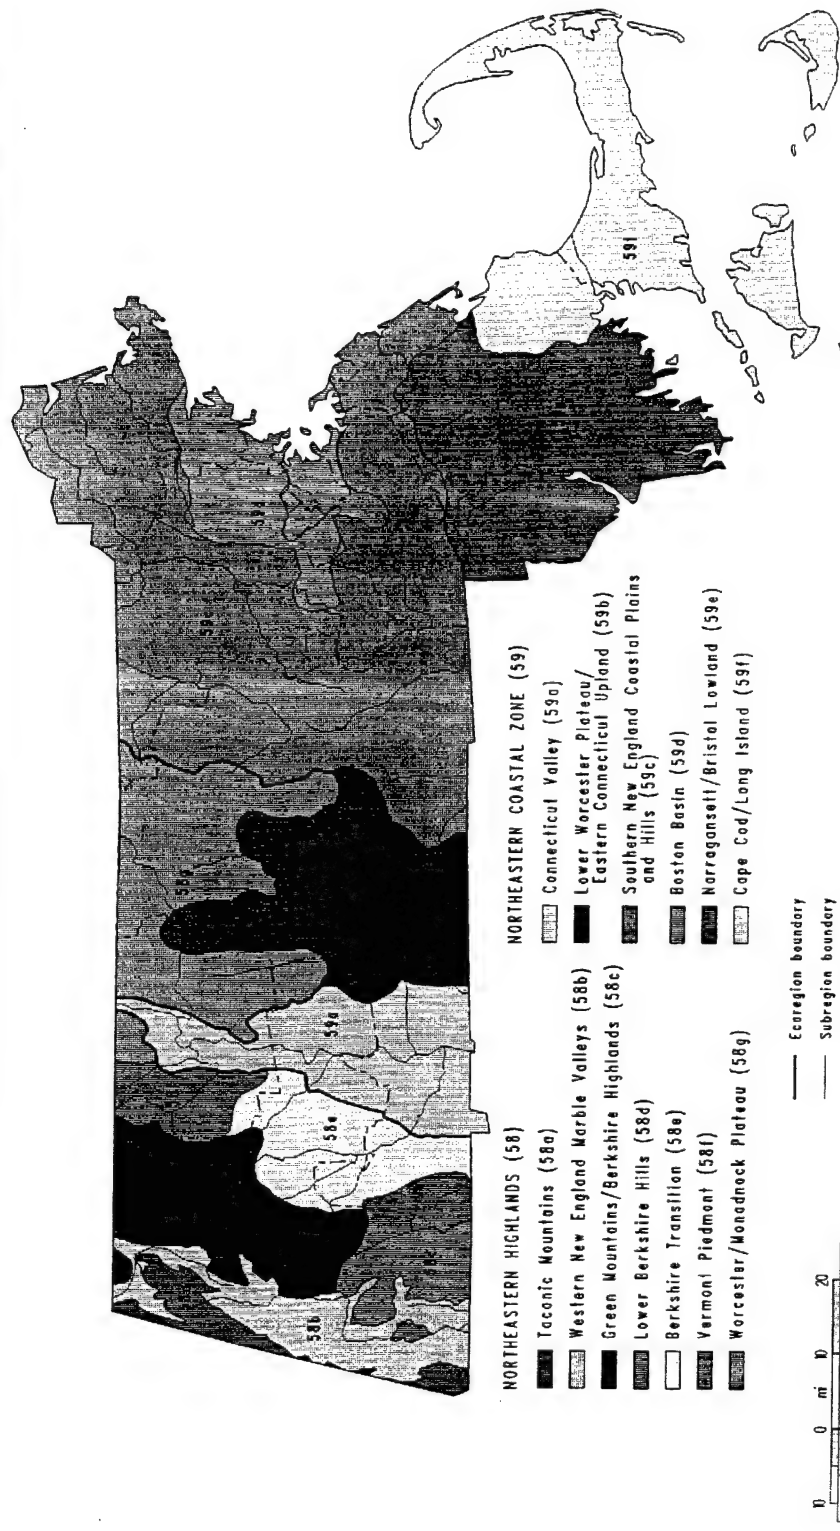 59c
59f
58g
59a
58e
58b
NORTHEASTERN HIGHLANDS (58)
Taconic Mountains (58a)
Western New England Marble Valleys (58b)
Green Mountains/Berkshire Highlands (58c)
Lower Berkshire Hills (58d)
Berkshire Transition (58e)
Vermont Piedmont (58f)
Worcester/Monadnock Plateau (58g)
NORTHEASTERN COASTAL ZONE (59)
Connecticut Valley (59a)
Lower Worcester Plateau/
Eastern Connecticut Upland (59b)
Southern New England Coastal Plains
and Hills (59c)
Boston Basin (59d)
Narragansett/Bristol Lowland (59e)
Cape Cod/Long Island (59f)
Ecoregion boundary
Subregion boundary
10 0 mi 10 20